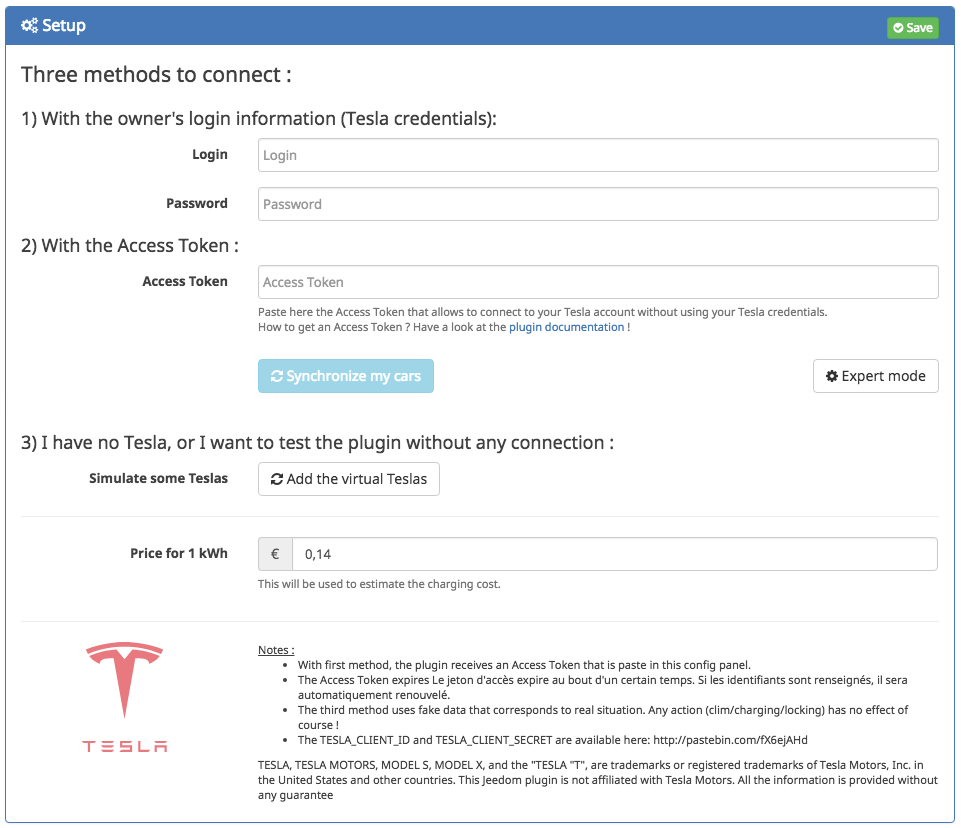 Setup
Save
Three methods to connect :
1) With the owner's login information (Tesla credentials):
Login
Login
Password
Password
2) With the Access Token :
Access Token
Access Token
Paste here the Access Token that allows to connect to your Tesla account without using your Tesla credentials.
How to get an Access Token ? Have a look at the plugin documentation !
Synchronize my cars
Expert mode
3) I have no Tesla, or I want to test the plugin without any connection :
Simulate some Teslas
Add the virtual Teslas
Price for 1 kWh
€
0,14
This will be used to estimate the charging cost.
TESLA
Notes :
• With first method, the plugin receives an Access Token that is paste in this config panel.
• The Access Token expires Le jeton d'accès expire au bout d'un certain temps. Si les identifiants sont renseignés, il sera
automatiquement renouvelé.
• The third method uses fake data that corresponds to real situation. Any action (clim/charging/locking) has no effect of
course !
• The TESLA_CLIENT_ID and TESLA_CLIENT_SECRET are available here: http://pastebin.com/fX6ejAHd
TESLA, TESLA MOTORS, MODEL S, MODEL X, and the "TESLA "T", are trademarks or registered trademarks of Tesla Motors, Inc. in
the United States and other countries. This Jeedom plugin is not affiliated with Tesla Motors. All the information is provided without
any guarantee